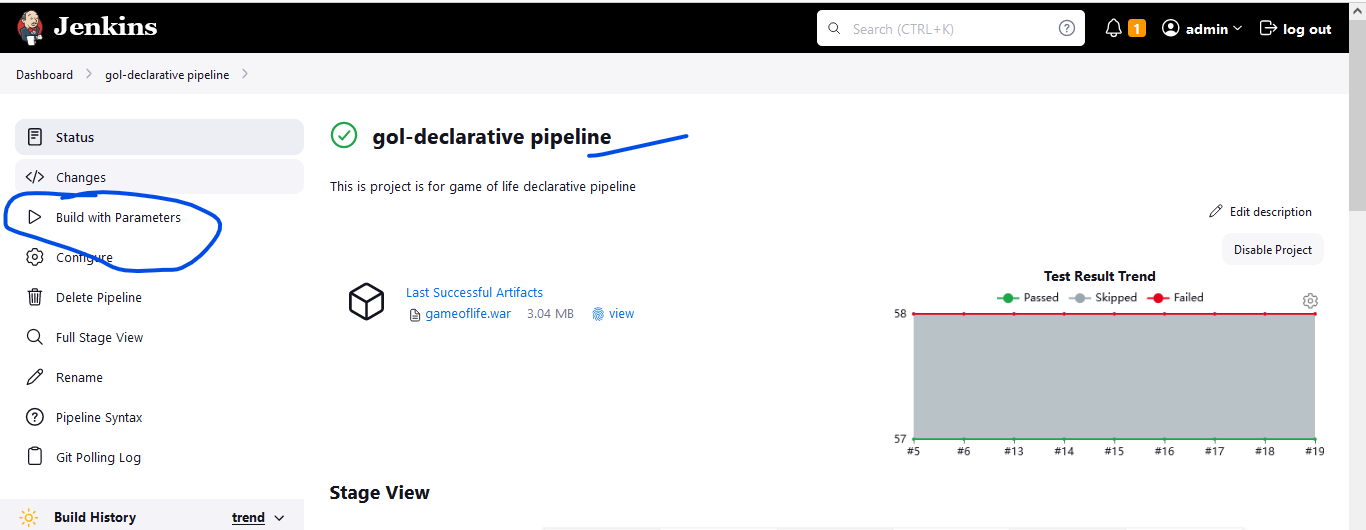 Jenkins
Search (CTRL+K)
1
admin
log out
Dashboard
gol-declarative pipeline
Status
Changes
Build with Parameters
Configure
Delete Pipeline
Full Stage View
Rename
Pipeline Syntax
Git Polling Log
Build History
trend
gol-declarative pipeline
This is project is for game of life declarative pipeline
Edit description
Disable Project
Last Successful Artifacts
gameoflife.war 3.04 MB view
Test Result Trend
Passed Skipped Failed
58
57
#5 #6 #13 #14 #15 #16 #17 #18 #19
Stage View